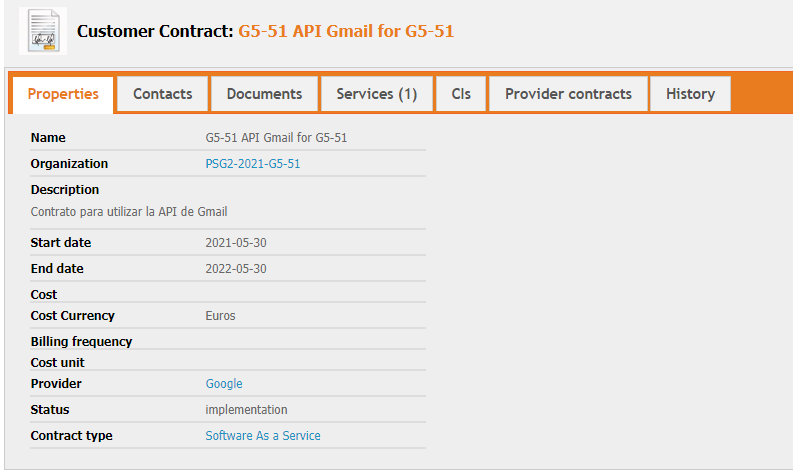 Customer Contract: G5-51 API Gmail for G5-51
Properties Contacts Documents Services (1) CIs Provider contracts History
Name G5-51 API Gmail for G5-51
Organization PSG2-2021-G5-51
Description
Contrato para utilizar la API de Gmail
Start date 2021-05-30
End date 2022-05-30
Cost
Cost Currency Euros
Billing frequency
Cost unit
Provider Google
Status implementation
Contract type Software As a Service